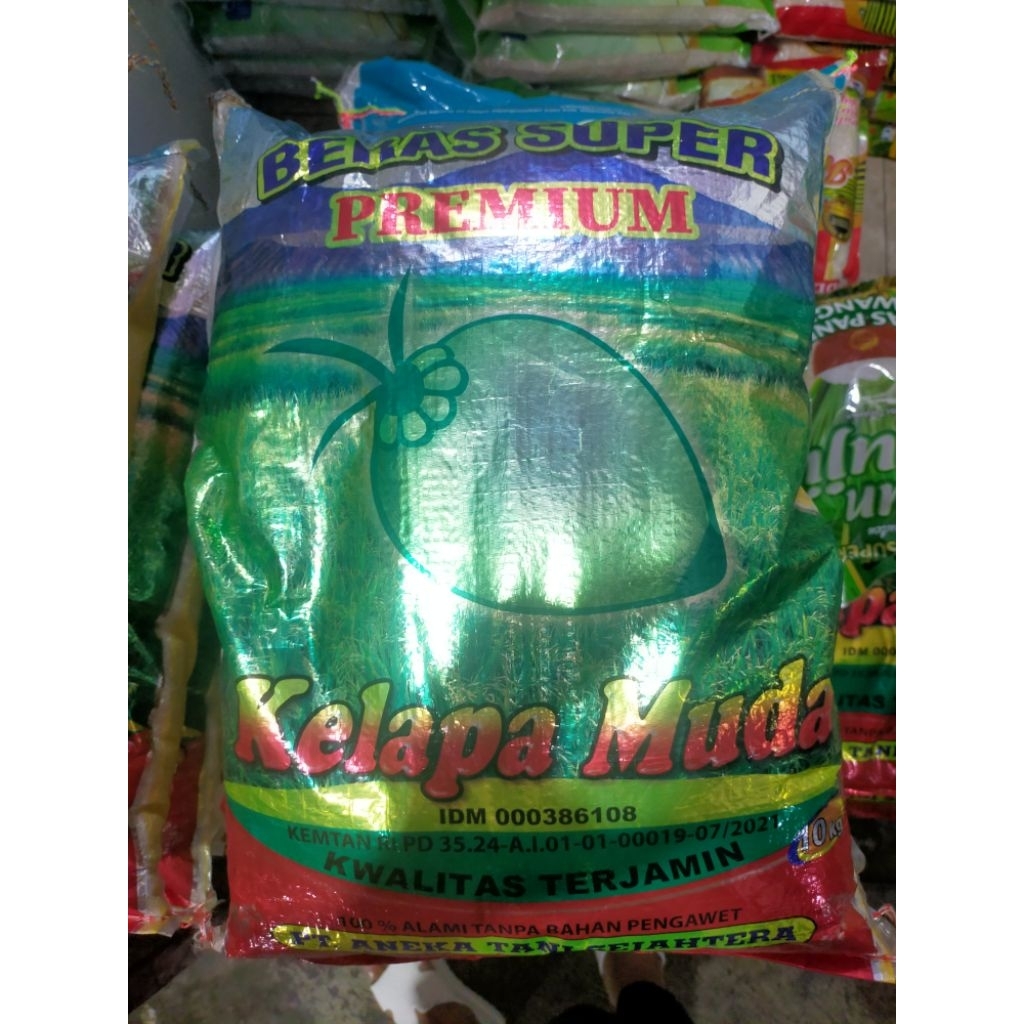 BERAS SUPER
PREMIUM
Kelapa Muda
IDM 000386108
KEMTAN RI PD 35.24-A.I.01-01-00019-07/2021
10 Kg
KWALITAS TERJAMIN
100 % ALAMI TANPA BAHAN PENGAWET
PT. ANEKA TANI SEJAHTERA